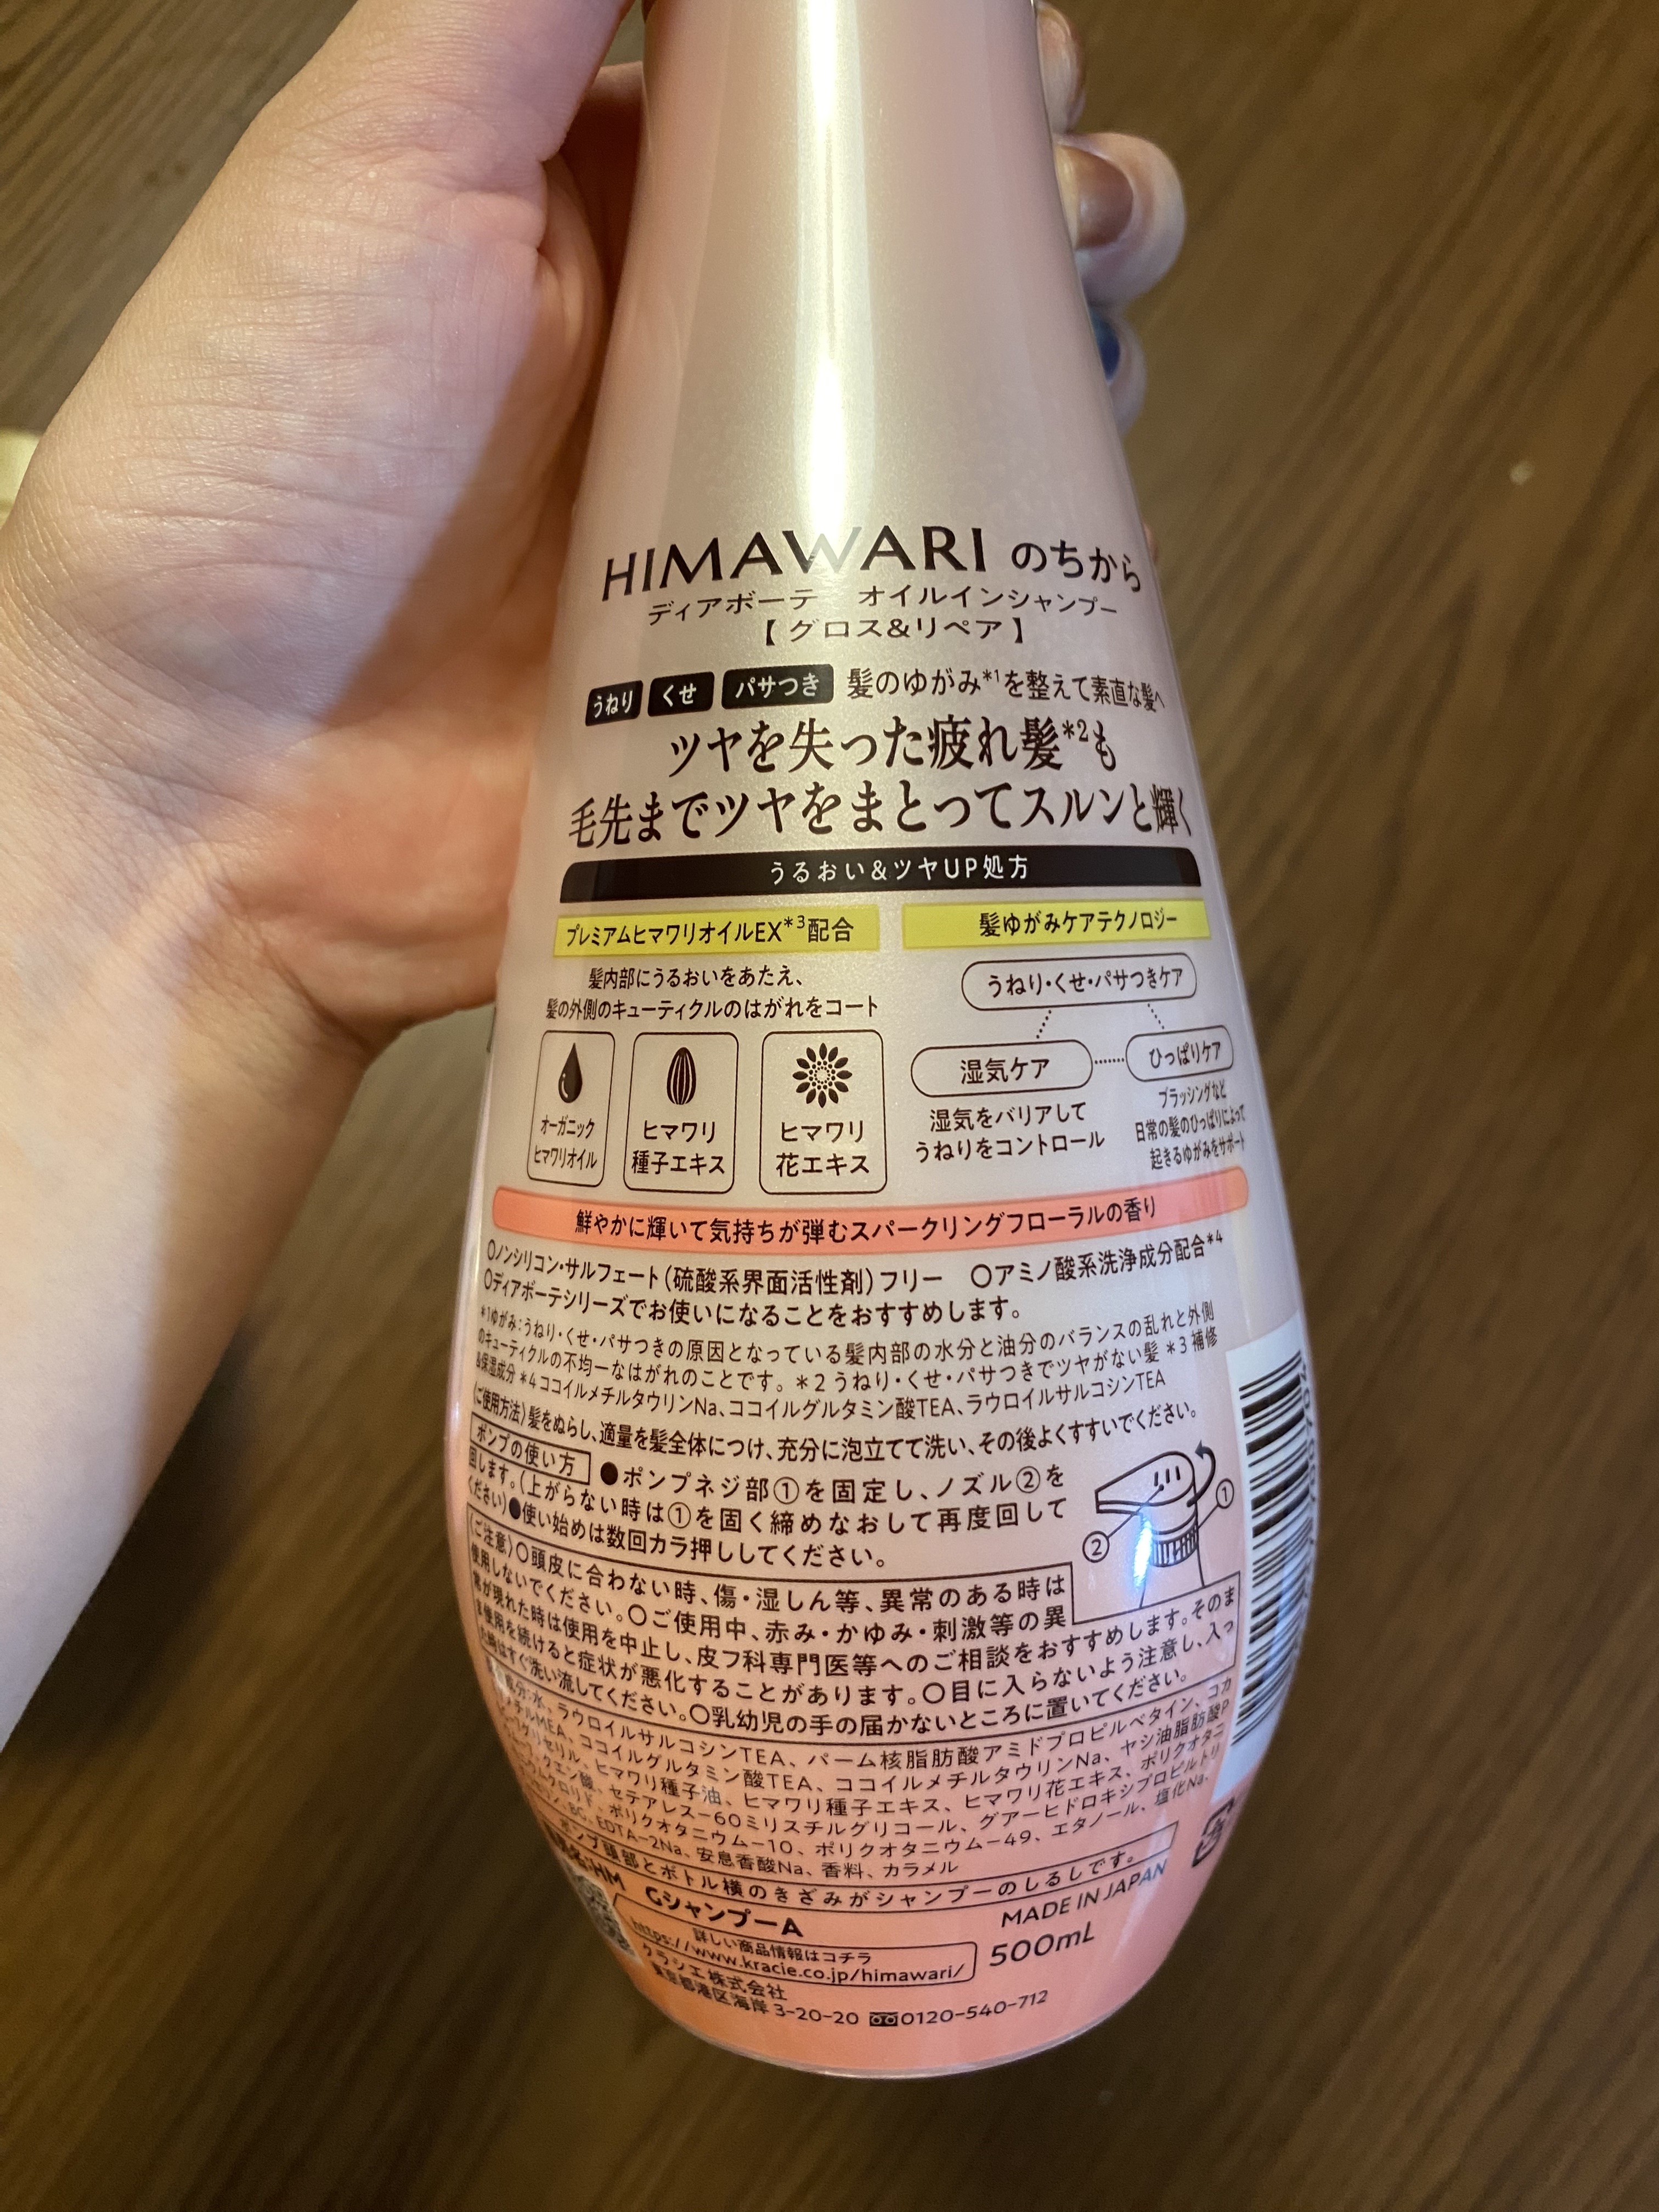 HIMAWARI のちから
ディアボーテ オイルインシャンプー
【グロス&リペア】
うねり くせ パサつき 髪のゆがみ*1を整えて素直な髪へ
ツヤを失った疲れ髪*2も
毛先までツヤをまとってスルンと輝く
うるおい&ツヤUP処方
プレミアムヒマワリオイルEX*3配合
髪内部にうるおいをあたえ、
髪の外側のキューティクルのはがれをコート
オーガニック
ヒマワリオイル
ヒマワリ
種子エキス
ヒマワリ
花エキス
髪ゆがみケアテクノロジー
うねり・くせ・パサつきケア
湿気ケア
ひっぱりケア
湿気をバリアして
うねりをコントロール
ブラッシングなど
日常の髪のひっぱりによって
起きるゆがみをサポート
鮮やかに輝いて気持ちが弾むスパークリングフローラルの香り
〇ノンシリコン・サルフェート(硫酸系界面活性剤)フリー 〇アミノ酸系洗浄成分配合*4
〇ディアボーテシリーズでお使いになることをおすすめします。
*1ゆがみ:うねり・くせ・パサつきの原因となっている髪内部の水分と油分のバランスの乱れと外側
のキューティクルの不均一なはがれのことです。 *2 うねり・くせ・パサつきでツヤがない髪 *3 補修
&保湿成分 *4 ココイルメチルタウリンNa、ココイルグルタミン酸TEA、ラウロイルサルコシンTEA
〈ご使用方法〉髪をぬらし、適量を髪全体につけ、充分に泡立てて洗い、その後よくすすいでください。
ポンプの使い方 ●ポンプネジ部①を固定し、ノズル②を
回します。(上がらない時は①を固く締めなおして再度回して
ください)●使い始めは数回カラ押ししてください。
①
②
〈ご注意〉〇頭皮に合わない時、傷・湿しん等、異常のある時は
使用しないでください。〇ご使用中、赤み・かゆみ・刺激等の異
常が現れた時は使用を中止し、皮フ科専門医等へのご相談をおすすめします。そのま
ま使用を続けると症状が悪化することがあります。〇目に入らないよう注意し、入っ
た時はすぐ洗い流してください。〇乳幼児の手の届かないところに置いてください。
成分:水、ラウロイルサルコシンTEA、パーム核脂肪酸アミドプロピルベタイン、コカ
メチルMEA、ココイルグルタミン酸TEA、ココイルメチルタウリンNa、ヤシ油脂肪酸P
グリセリル、ヒマワリ種子油、ヒマワリ種子エキス、ヒマワリ花エキス、ポリクオタニ
クエン酸、セテアレス-60ミリスチルグリコール、グアーヒドロキシプロピルトリ
クロリド、ポリクオタニウム-10、ポリクオタニウム-49、エタノール、塩化Na、
BG、EDTA-2Na、安息香酸Na、香料、カラメル
ポンプ頭部とボトル横のきざみがシャンプーのしるしです。
HM GシャンプーA
MADE IN JAPAN
詳しい商品情報はコチラ
https://www.kracie.co.jp/himawari/
500mL
クラシエ株式会社
東京都港区海岸 3-20-20 0120-540-712